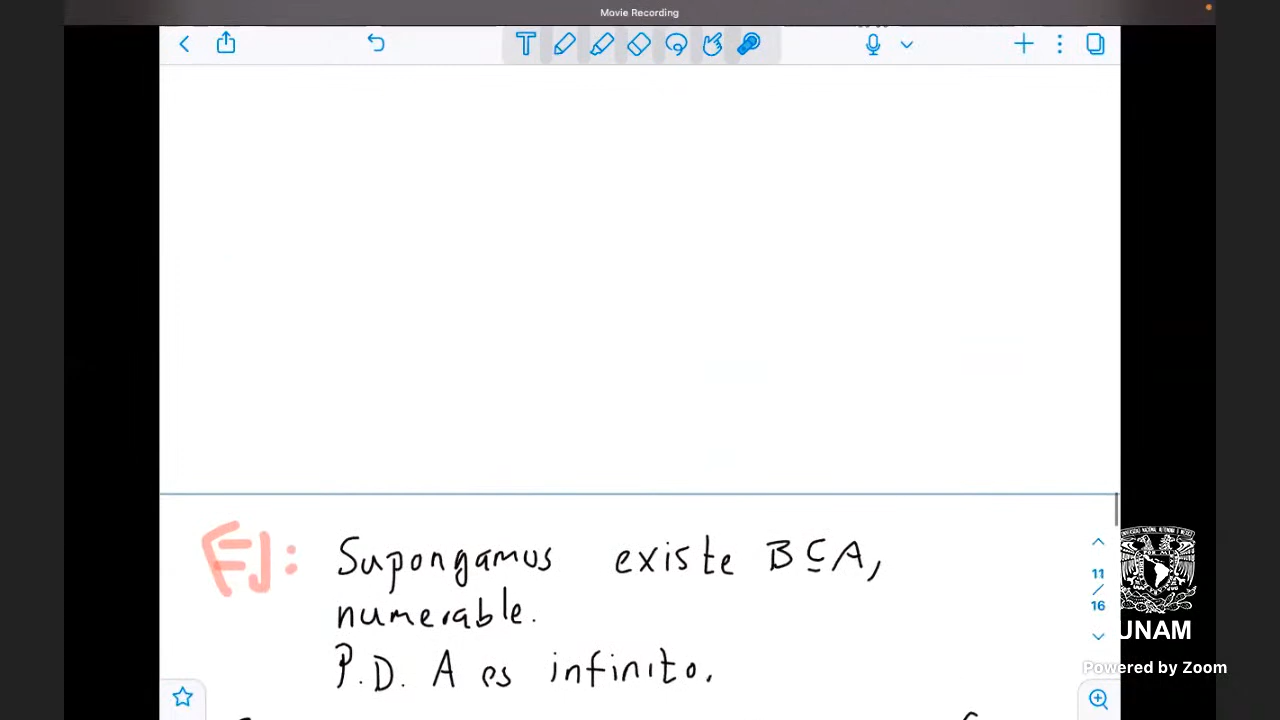 Movie Recording
EJ: Supongamos existe B ⊆ A,
numerable.
P.D. A es infinito.
11
/
16
UNAM
Powered by Zoom